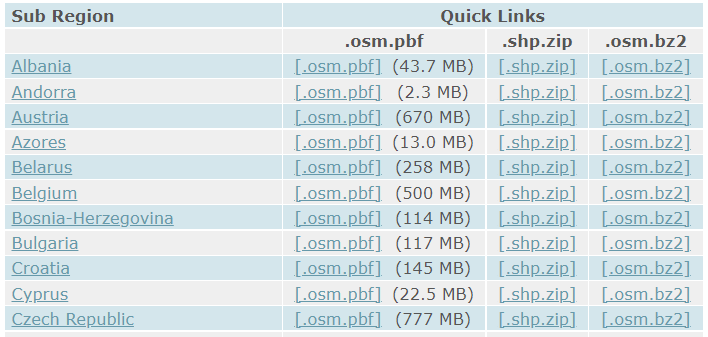 Sub Region Quick Links
.osm.pbf .shp.zip .osm.bz2
Albania [.osm.pbf] (43.7 MB) [.shp.zip] [.osm.bz2]
Andorra [.osm.pbf] (2.3 MB) [.shp.zip] [.osm.bz2]
Austria [.osm.pbf] (670 MB) [.shp.zip] [.osm.bz2]
Azores [.osm.pbf] (13.0 MB) [.shp.zip] [.osm.bz2]
Belarus [.osm.pbf] (258 MB) [.shp.zip] [.osm.bz2]
Belgium [.osm.pbf] (500 MB) [.shp.zip] [.osm.bz2]
Bosnia-Herzegovina [.osm.pbf] (114 MB) [.shp.zip] [.osm.bz2]
Bulgaria [.osm.pbf] (117 MB) [.shp.zip] [.osm.bz2]
Croatia [.osm.pbf] (145 MB) [.shp.zip] [.osm.bz2]
Cyprus [.osm.pbf] (22.5 MB) [.shp.zip] [.osm.bz2]
Czech Republic [.osm.pbf] (777 MB) [.shp.zip] [.osm.bz2]